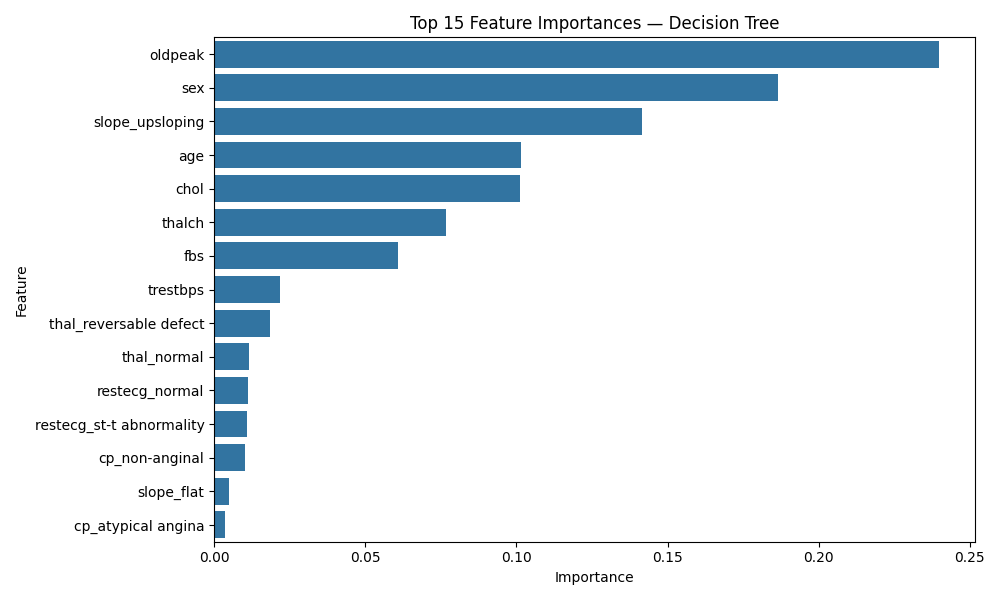 Top 15 Feature Importances — Decision Tree
Feature
oldpeak
sex
slope_upsloping
age
chol
thalch
fbs
trestbps
thal_reversable defect
thal_normal
restecg_normal
restecg_st-t abnormality
cp_non-anginal
slope_flat
cp_atypical angina
0.00 0.05 0.10 0.15 0.20 0.25
Importance